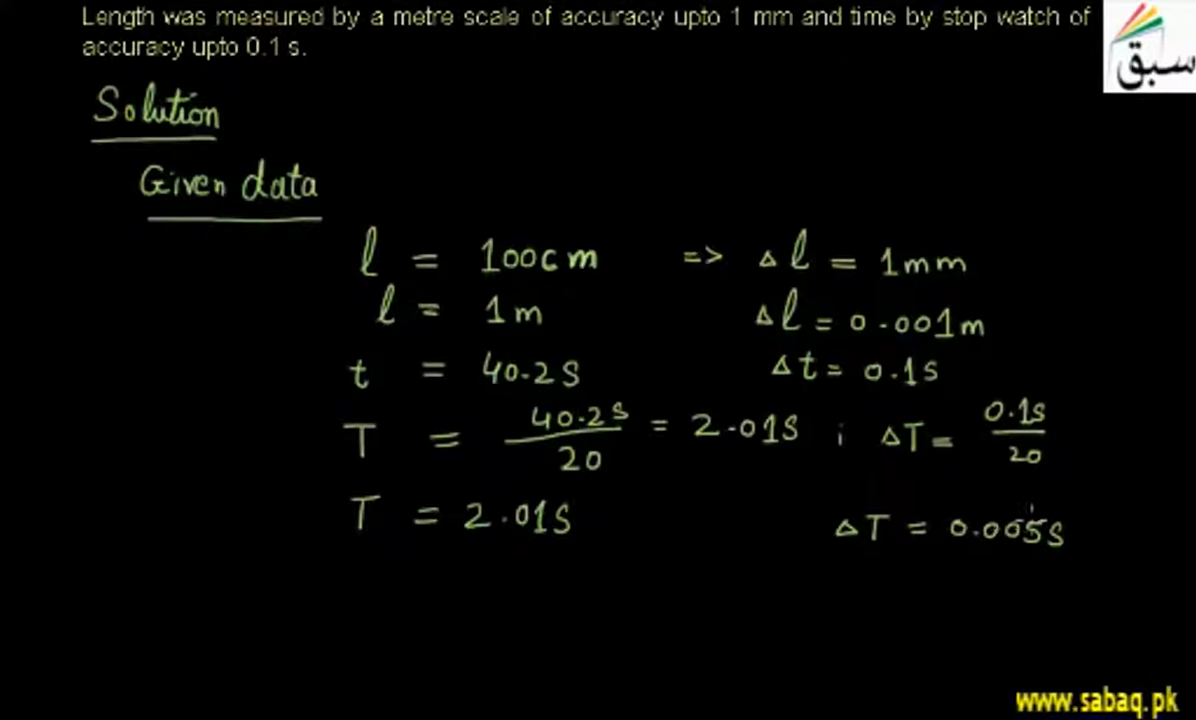 Length was measured by a metre scale of accuracy upto 1 mm and time by stop watch of
accuracy upto 0.1 s.
سبق
Solution
Given data
l = 100cm => Δl = 1mm
l = 1m Δl = 0.001m
t = 40.2s Δt = 0.1s
T = 40.2s/20 = 2.01s ; ΔT = 0.1s/20
T = 2.01s ΔT = 0.005s
www.sabaq.pk